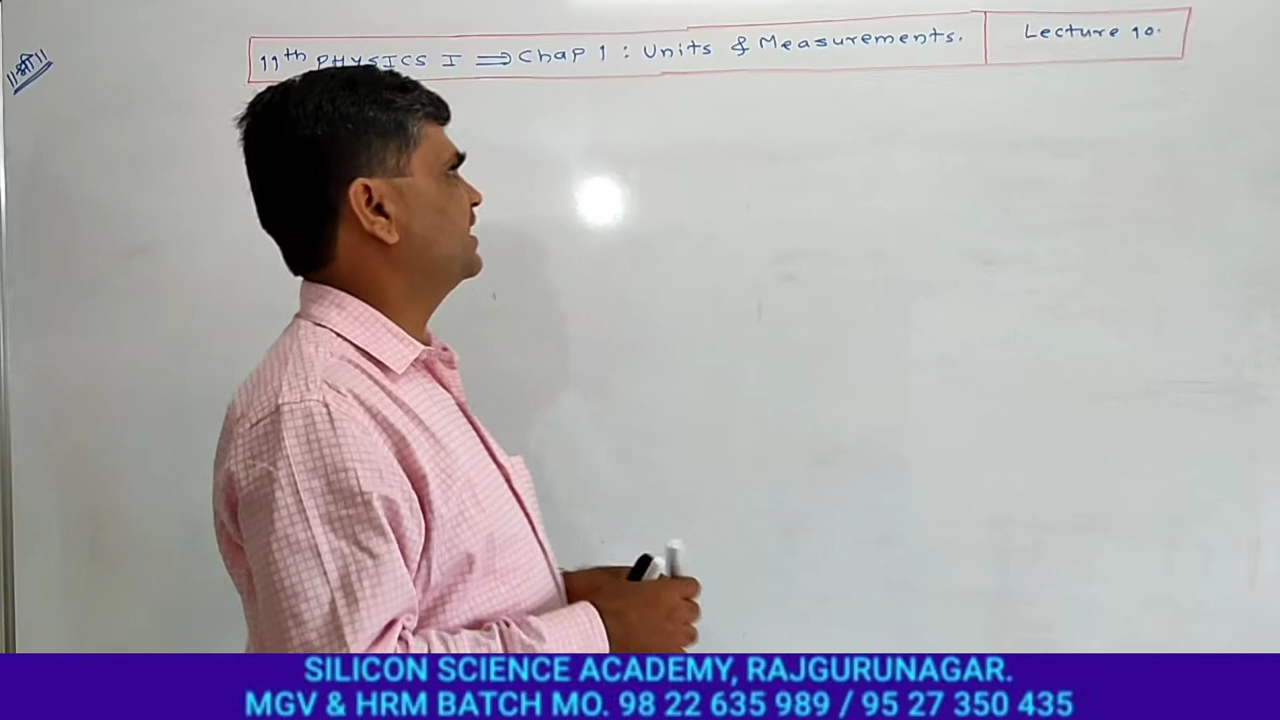 ॥श्री॥
11th PHYSICS I ⇒ Chap 1 : Units & Measurements.
Lecture 10.
SILICON SCIENCE ACADEMY, RAJGURUNAGAR.
MGV & HRM BATCH MO. 98 22 635 989 / 95 27 350 435